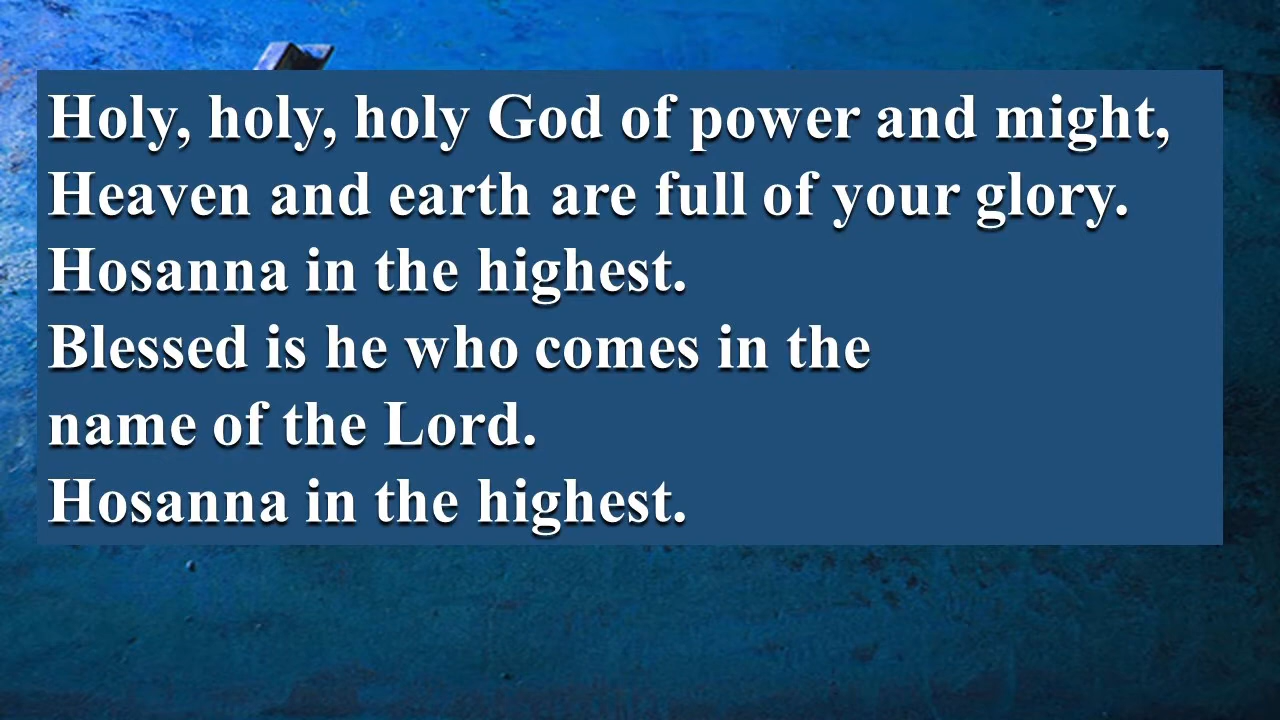 Holy, holy, holy God of power and might,
Heaven and earth are full of your glory.
Hosanna in the highest.
Blessed is he who comes in the
name of the Lord.
Hosanna in the highest.